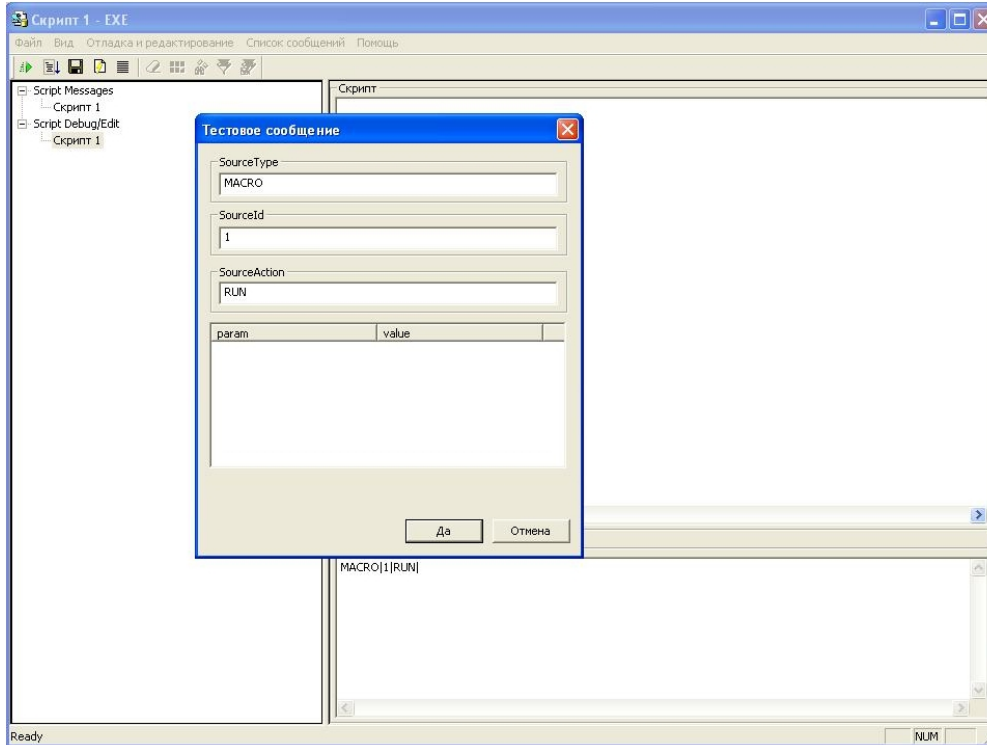 Скрипт 1 - EXE
Файл Вид Отладка и редактирование Список сообщений Помощь
Script Messages
Скрипт 1
Script Debug/Edit
Скрипт 1
Скрипт
Тестовое сообщение
SourceType
MACRO
SourceId
1
SourceAction
RUN
param value
Да Отмена
MACRO|1|RUN|
Ready NUM